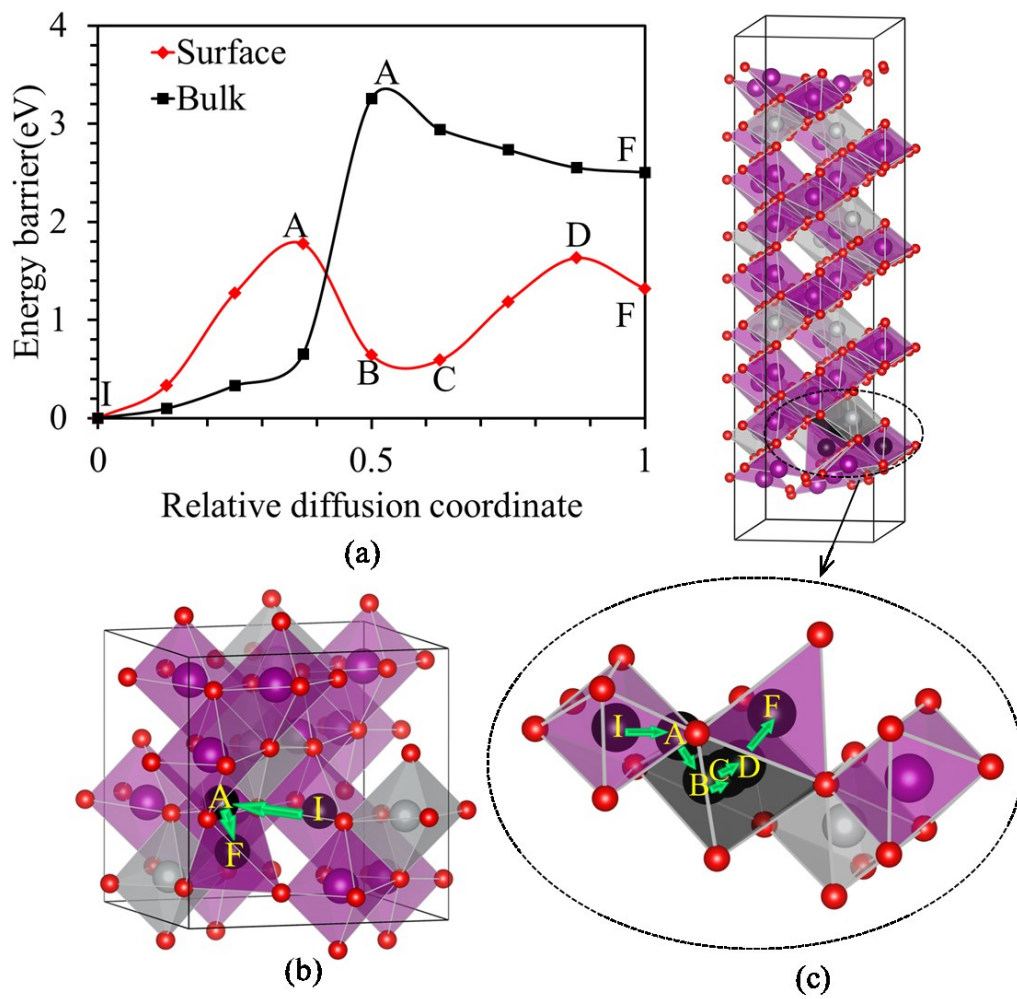 4
3
2
1
0
Energy barrier(eV)
Surface
Bulk
I
A
B
C
D
F
A
F
0
0.5
1
Relative diffusion coordinate
(a)
A
I
F
(b)
I
A
B
C
D
F
(c)